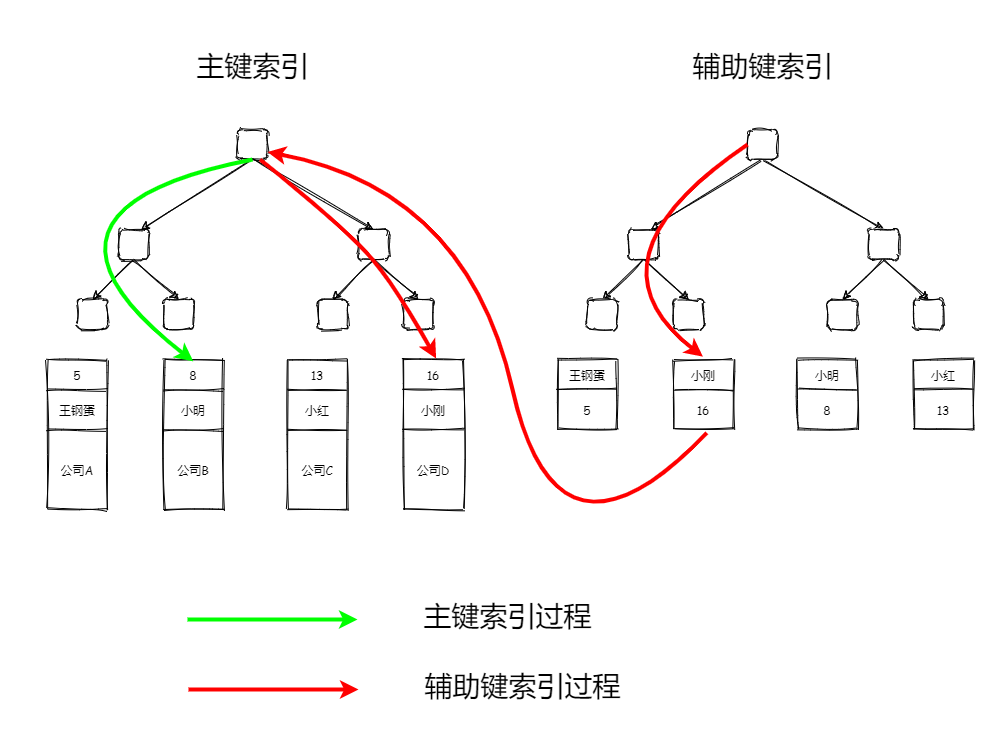 主键索引
辅助键索引
5
王钢蛋
公司A
8
小明
公司B
13
小红
公司C
16
小刚
公司D
王钢蛋
5
小刚
16
小明
8
小红
13
主键索引过程
辅助键索引过程